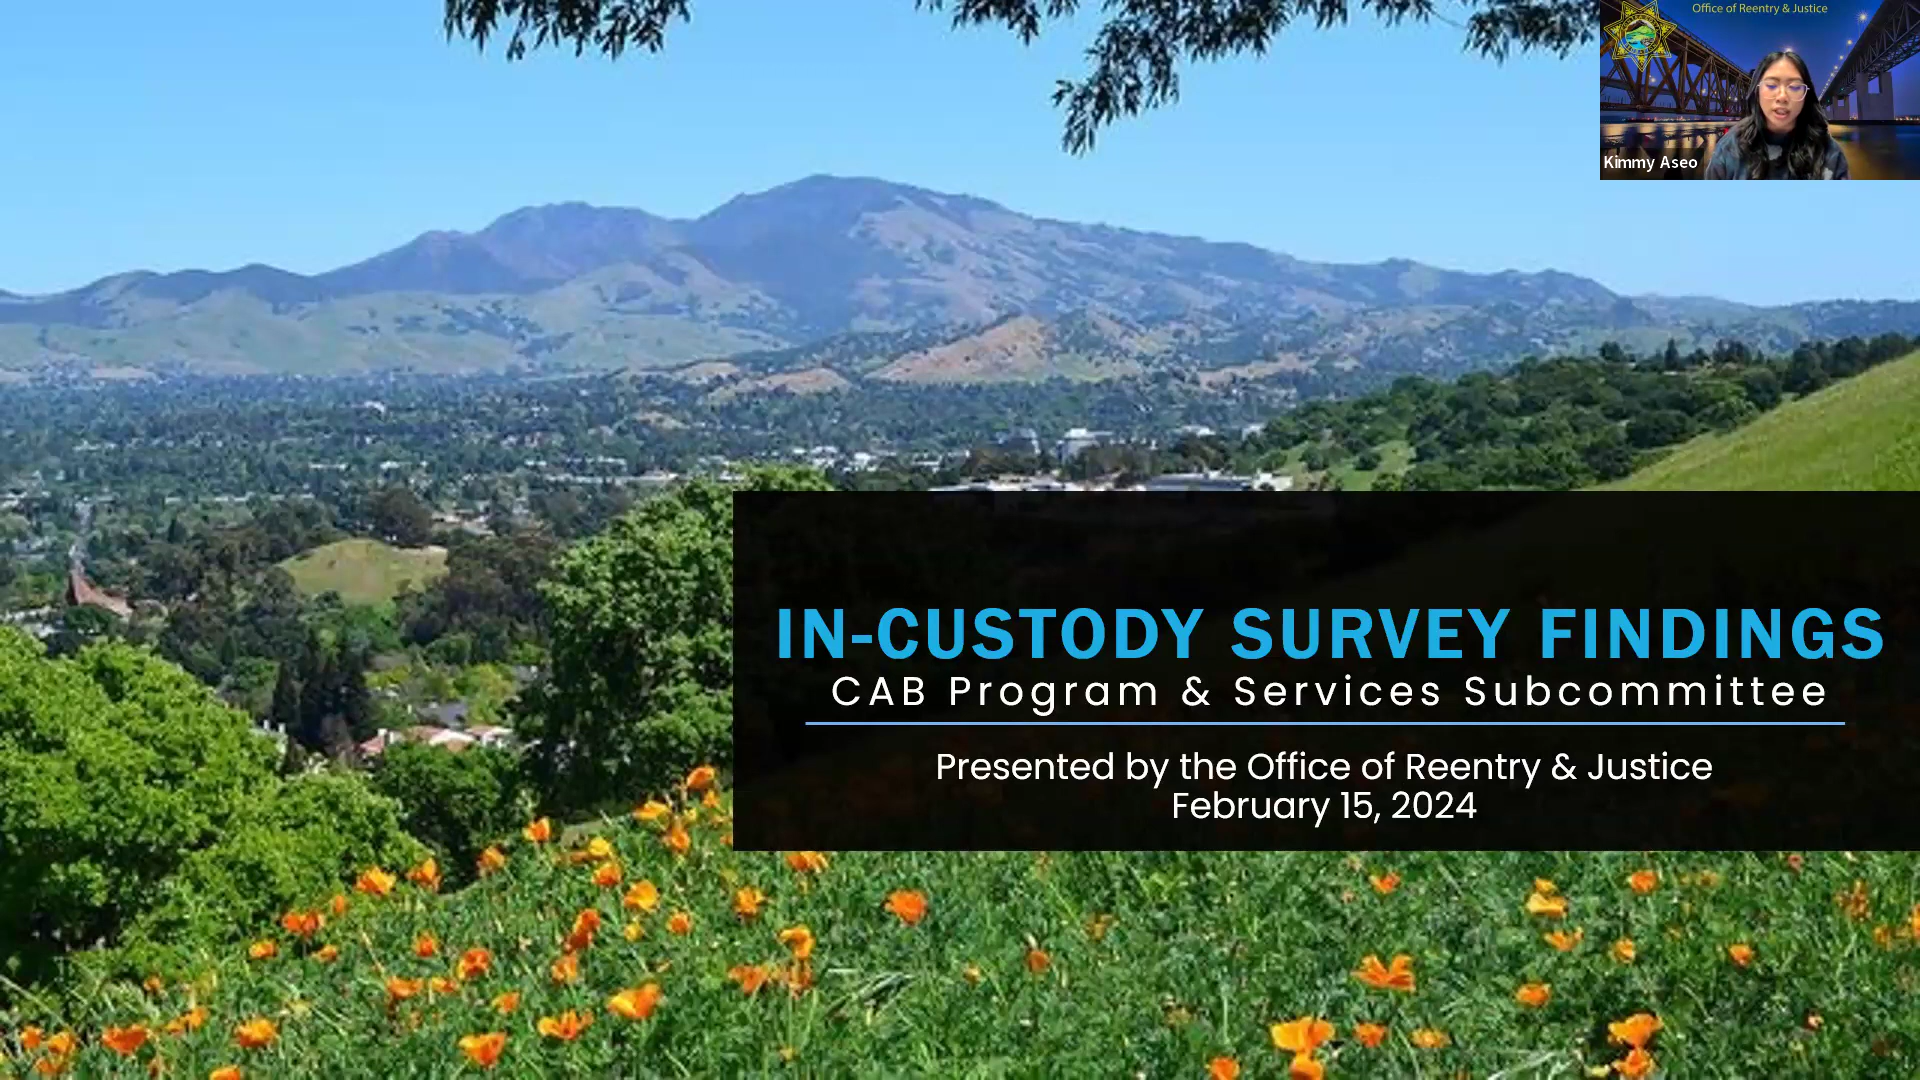 Office of Reentry & Justice
Kimmy Aseo
IN-CUSTODY SURVEY FINDINGS
CAB Program & Services Subcommittee
Presented by the Office of Reentry & Justice
February 15, 2024